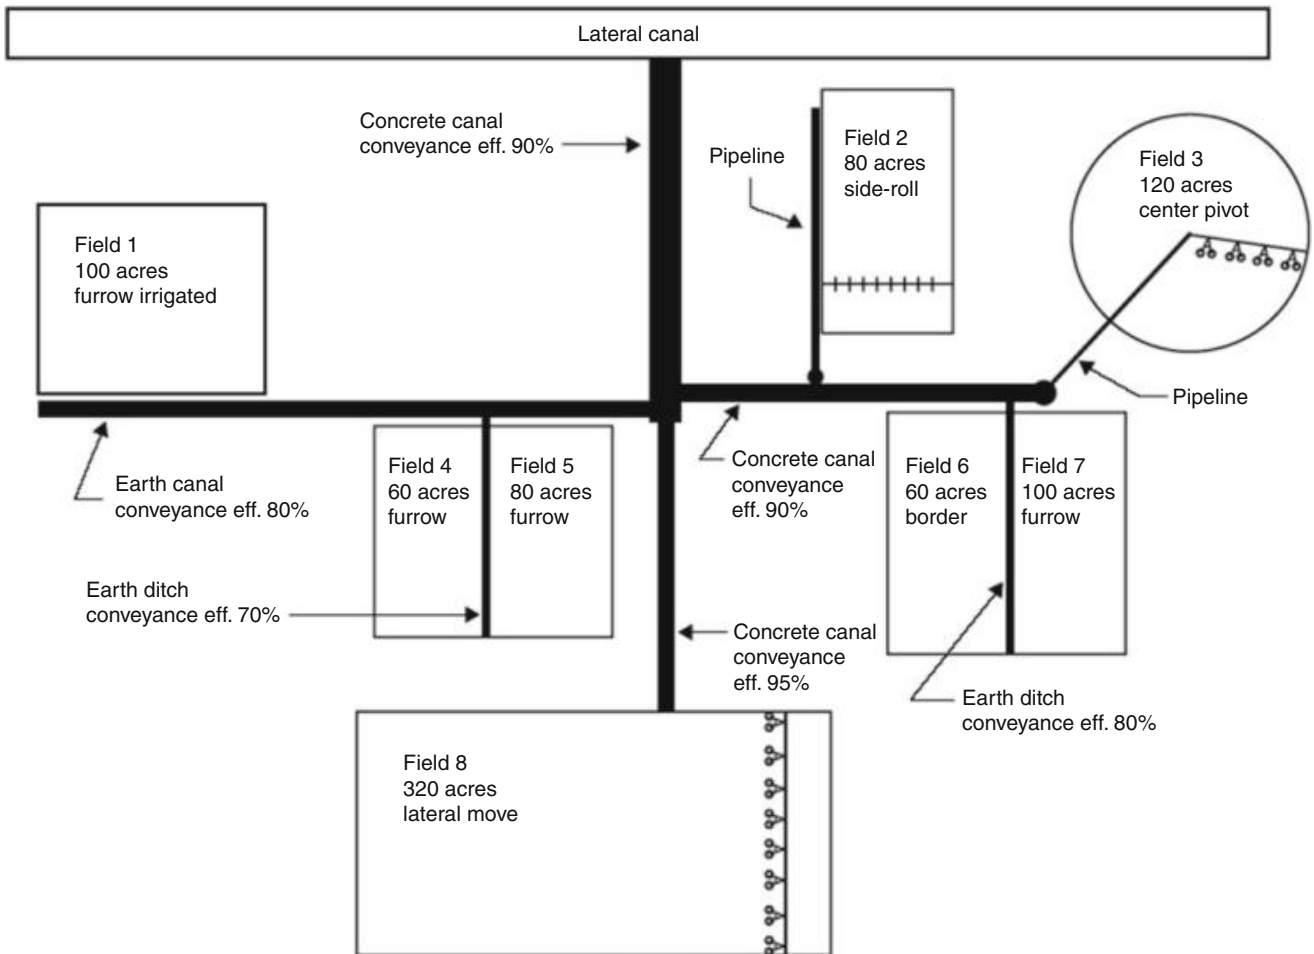 Lateral canal
Concrete canal
conveyance eff. 90%
Pipeline
Field 2
80 acres
side-roll
Field 3
120 acres
center pivot
Field 1
100 acres
furrow irrigated
Pipeline
Earth canal
conveyance eff. 80%
Field 4
60 acres
furrow
Field 5
80 acres
furrow
Concrete canal
conveyance
eff. 90%
Field 6
60 acres
border
Field 7
100 acres
furrow
Earth ditch
conveyance eff. 70%
Concrete canal
conveyance
eff. 95%
Earth ditch
conveyance eff. 80%
Field 8
320 acres
lateral move